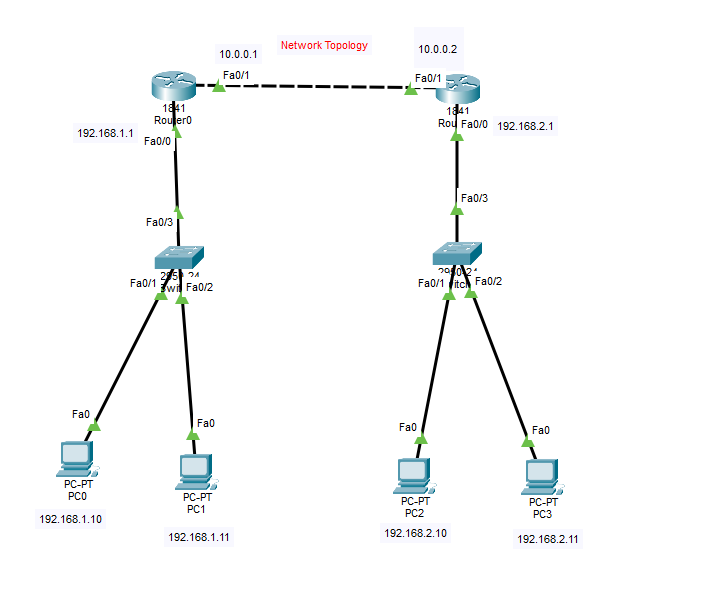 Network Topology
10.0.0.1
10.0.0.2
Fa0/1
Fa0/1
1841
Router0
1841
Fa0/0
192.168.1.1
192.168.2.1
Fa0/0
Fa0/3
Fa0/3
Fa0/1
Fa0/2
Fa0/1
Fa0/2
Fa0
Fa0
Fa0
Fa0
PC-PT
PC0
PC-PT
PC1
PC-PT
PC2
PC-PT
PC3
192.168.1.10
192.168.1.11
192.168.2.10
192.168.2.11